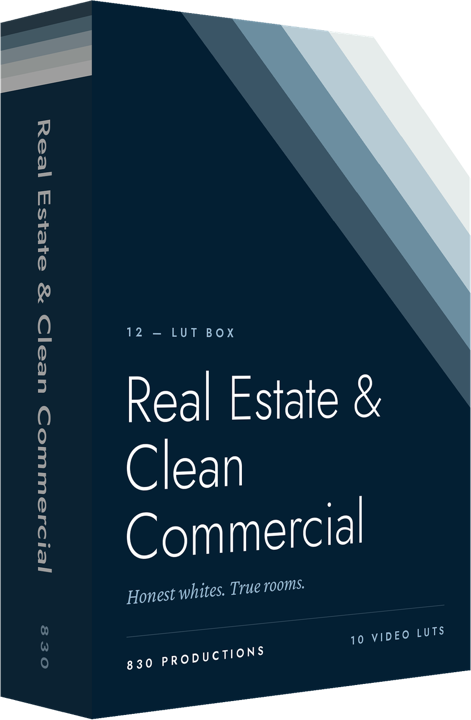 Real Estate & Clean Commercial
830
12 — LUT BOX
Real Estate &
Clean
Commercial
Honest whites. True rooms.
830 PRODUCTIONS
10 VIDEO LUTS